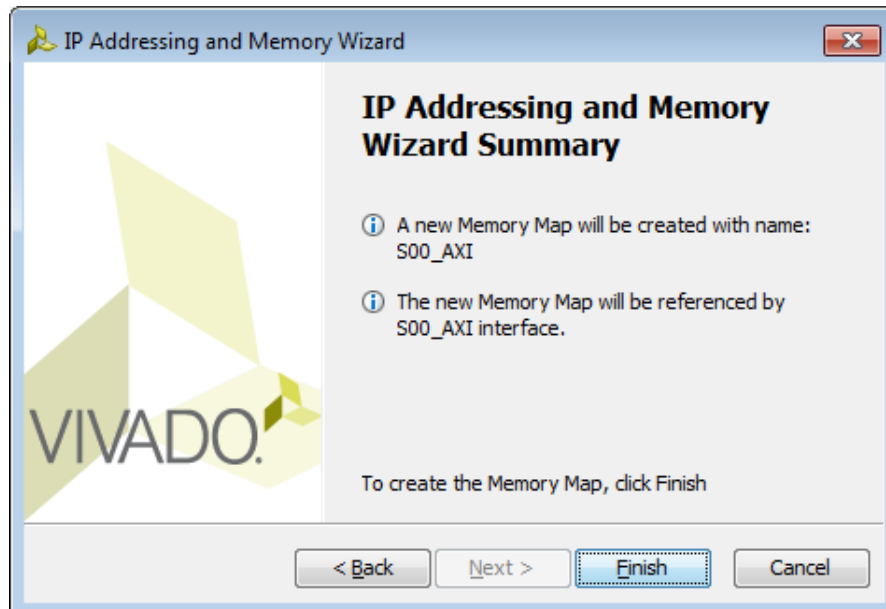 IP Addressing and Memory Wizard
IP Addressing and Memory
Wizard Summary
A new Memory Map will be created with name:
S00_AXI
The new Memory Map will be referenced by
S00_AXI interface.
VIVADO.
To create the Memory Map, click Finish
< Back
Next >
Finish
Cancel